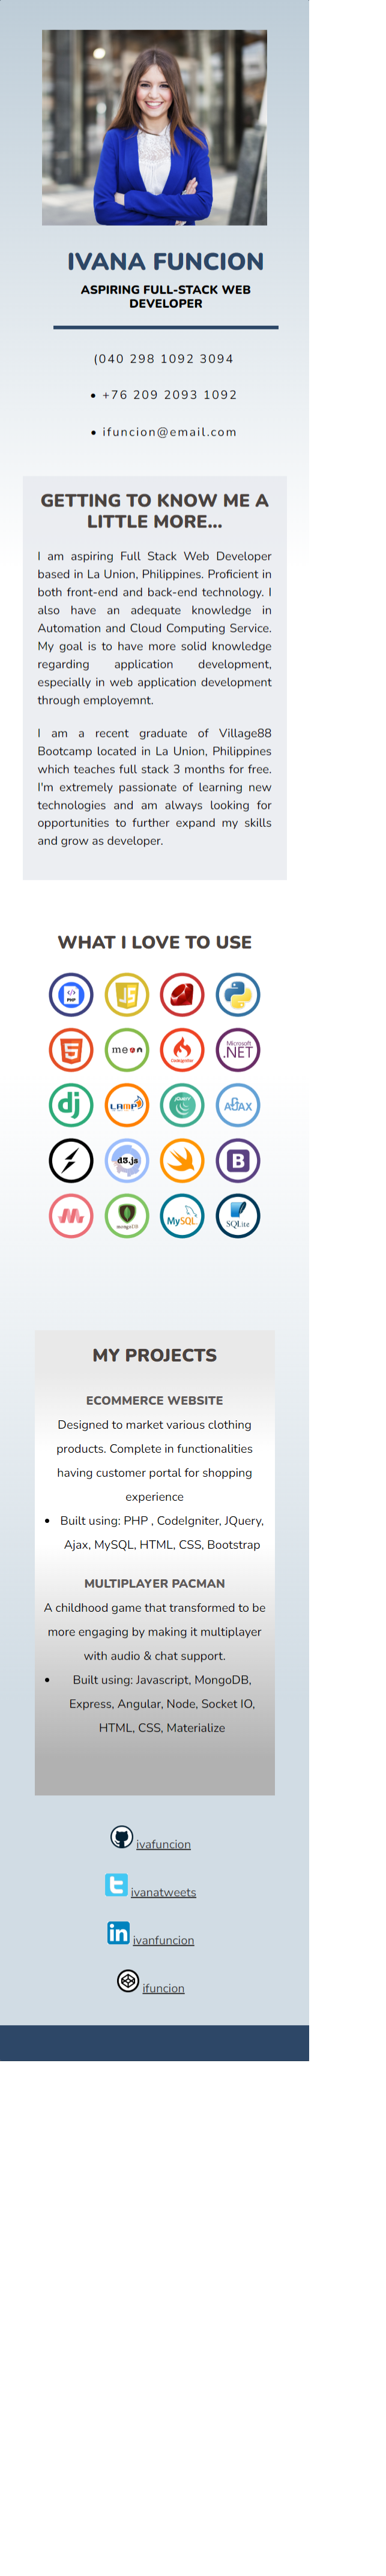 IVANA FUNCION
ASPIRING FULL-STACK WEB
DEVELOPER
(040 298 1092 3094
• +76 209 2093 1092
• ifuncion@email.com
GETTING TO KNOW ME A
LITTLE MORE...
I am aspiring Full Stack Web Developer
based in La Union, Philippines. Proficient in
both front-end and back-end technology. I
also have an adequate knowledge in
Automation and Cloud Computing Service.
My goal is to have more solid knowledge
regarding application development,
especially in web application development
through employemnt.
I am a recent graduate of Village88
Bootcamp located in La Union, Philippines
which teaches full stack 3 months for free.
I'm extremely passionate of learning new
technologies and am always looking for
opportunities to further expand my skills
and grow as developer.
WHAT I LOVE TO USE
</> PHP JS
5 mean CodeIgniter Microsoft .NET
dj LAMP jQuery AJAX
d3.js B
mongoDB MySQL SQLite
MY PROJECTS
ECOMMERCE WEBSITE
Designed to market various clothing
products. Complete in functionalities
having customer portal for shopping
experience
• Built using: PHP , CodeIgniter, JQuery,
Ajax, MySQL, HTML, CSS, Bootstrap
MULTIPLAYER PACMAN
A childhood game that transformed to be
more engaging by making it multiplayer
with audio & chat support.
• Built using: Javascript, MongoDB,
Express, Angular, Node, Socket IO,
HTML, CSS, Materialize
ivafuncion
ivanatweets
in ivanfuncion
ifuncion